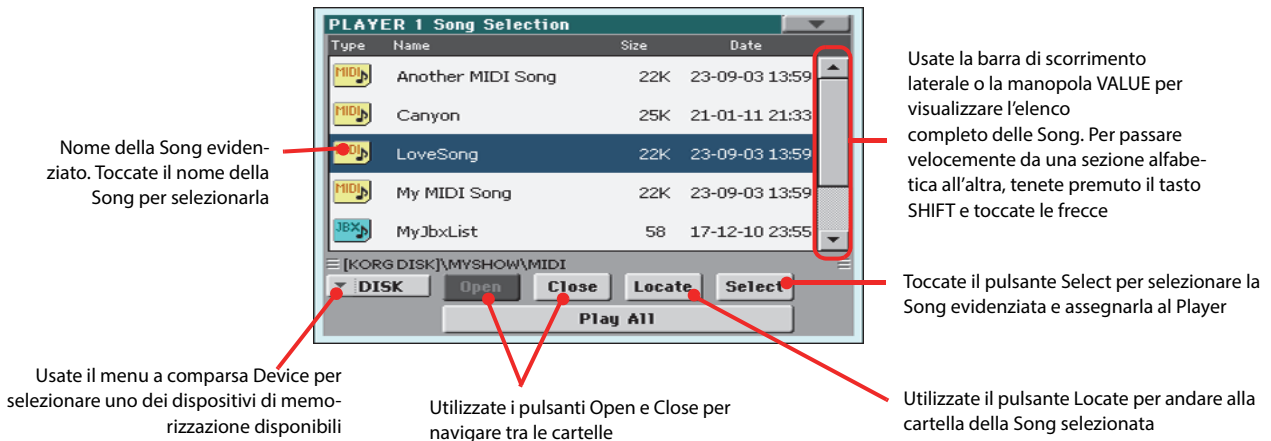 PLAYER 1 Song Selection
Type Name Size Date
MIDI Another MIDI Song 22K 23-09-03 13:59
MIDI Canyon 25K 21-01-11 21:33
LoveSong 22K 23-09-03 13:59
MIDI My MIDI Song 22K 23-09-03 13:59
JBX MyJbxList 58 17-12-10 23:55
[KORG DISK]\MYSHOW\MIDI
DISK Open Close Locate Select
Play All
Nome della Song eviden-
ziato. Toccate il nome della
Song per selezionarla
Usate la barra di scorrimento
laterale o la manopola VALUE per
visualizzare l'elenco
completo delle Song. Per passare
velocemente da una sezione alfabe-
tica all'altra, tenete premuto il tasto
SHIFT e toccate le frecce
Toccate il pulsante Select per selezionare la
Song evidenziata e assegnarla al Player
Usate il menu a comparsa Device per
selezionare uno dei dispositivi di memo-
rizzazione disponibili
Utilizzate i pulsanti Open e Close per
navigare tra le cartelle
Utilizzate il pulsante Locate per andare alla
cartella della Song selezionata